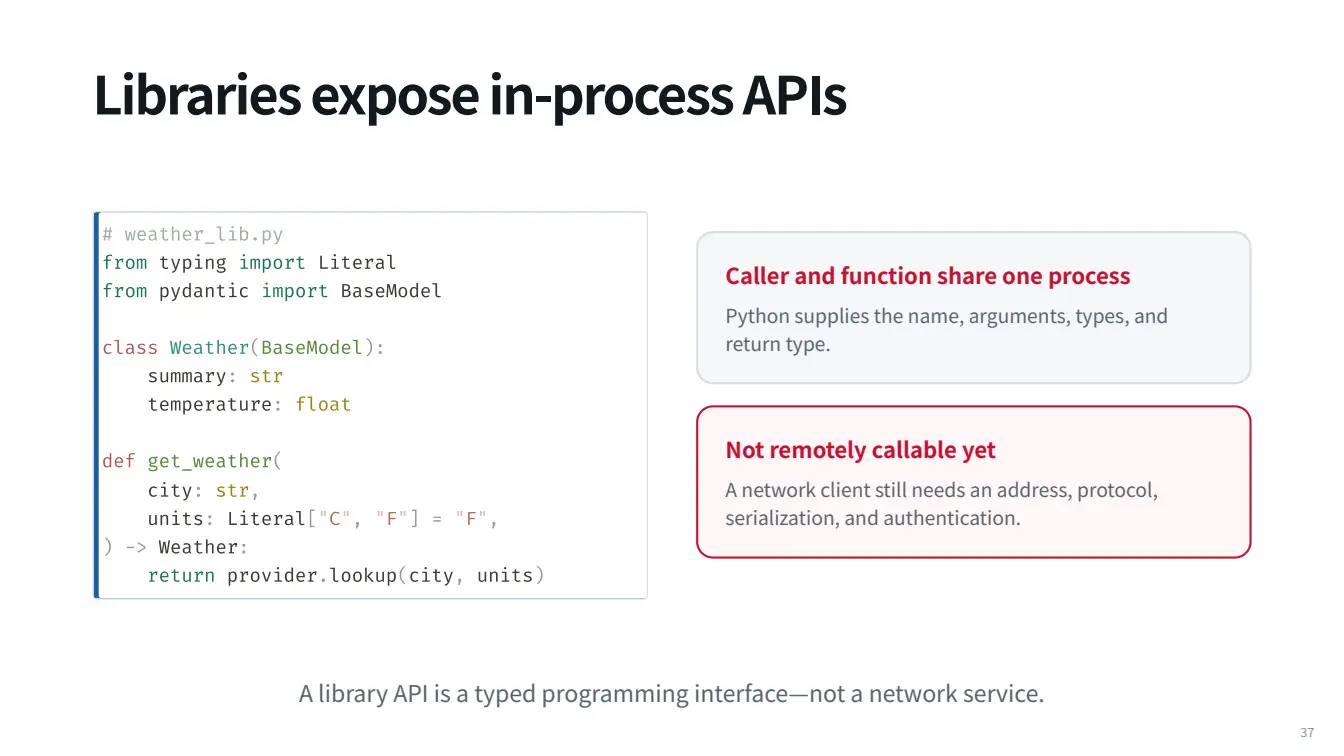 Libraries expose in-process APIs
# weather_lib.py
from typing import Literal
from pydantic import BaseModel
class Weather(BaseModel):
    summary: str
    temperature: float
def get_weather(
    city: str,
    units: Literal["C", "F"] = "F",
) -> Weather:
    return provider.lookup(city, units)
Caller and function share one process
Python supplies the name, arguments, types, and
return type.
Not remotely callable yet
A network client still needs an address, protocol,
serialization, and authentication.
A library API is a typed programming interface—not a network service.
37